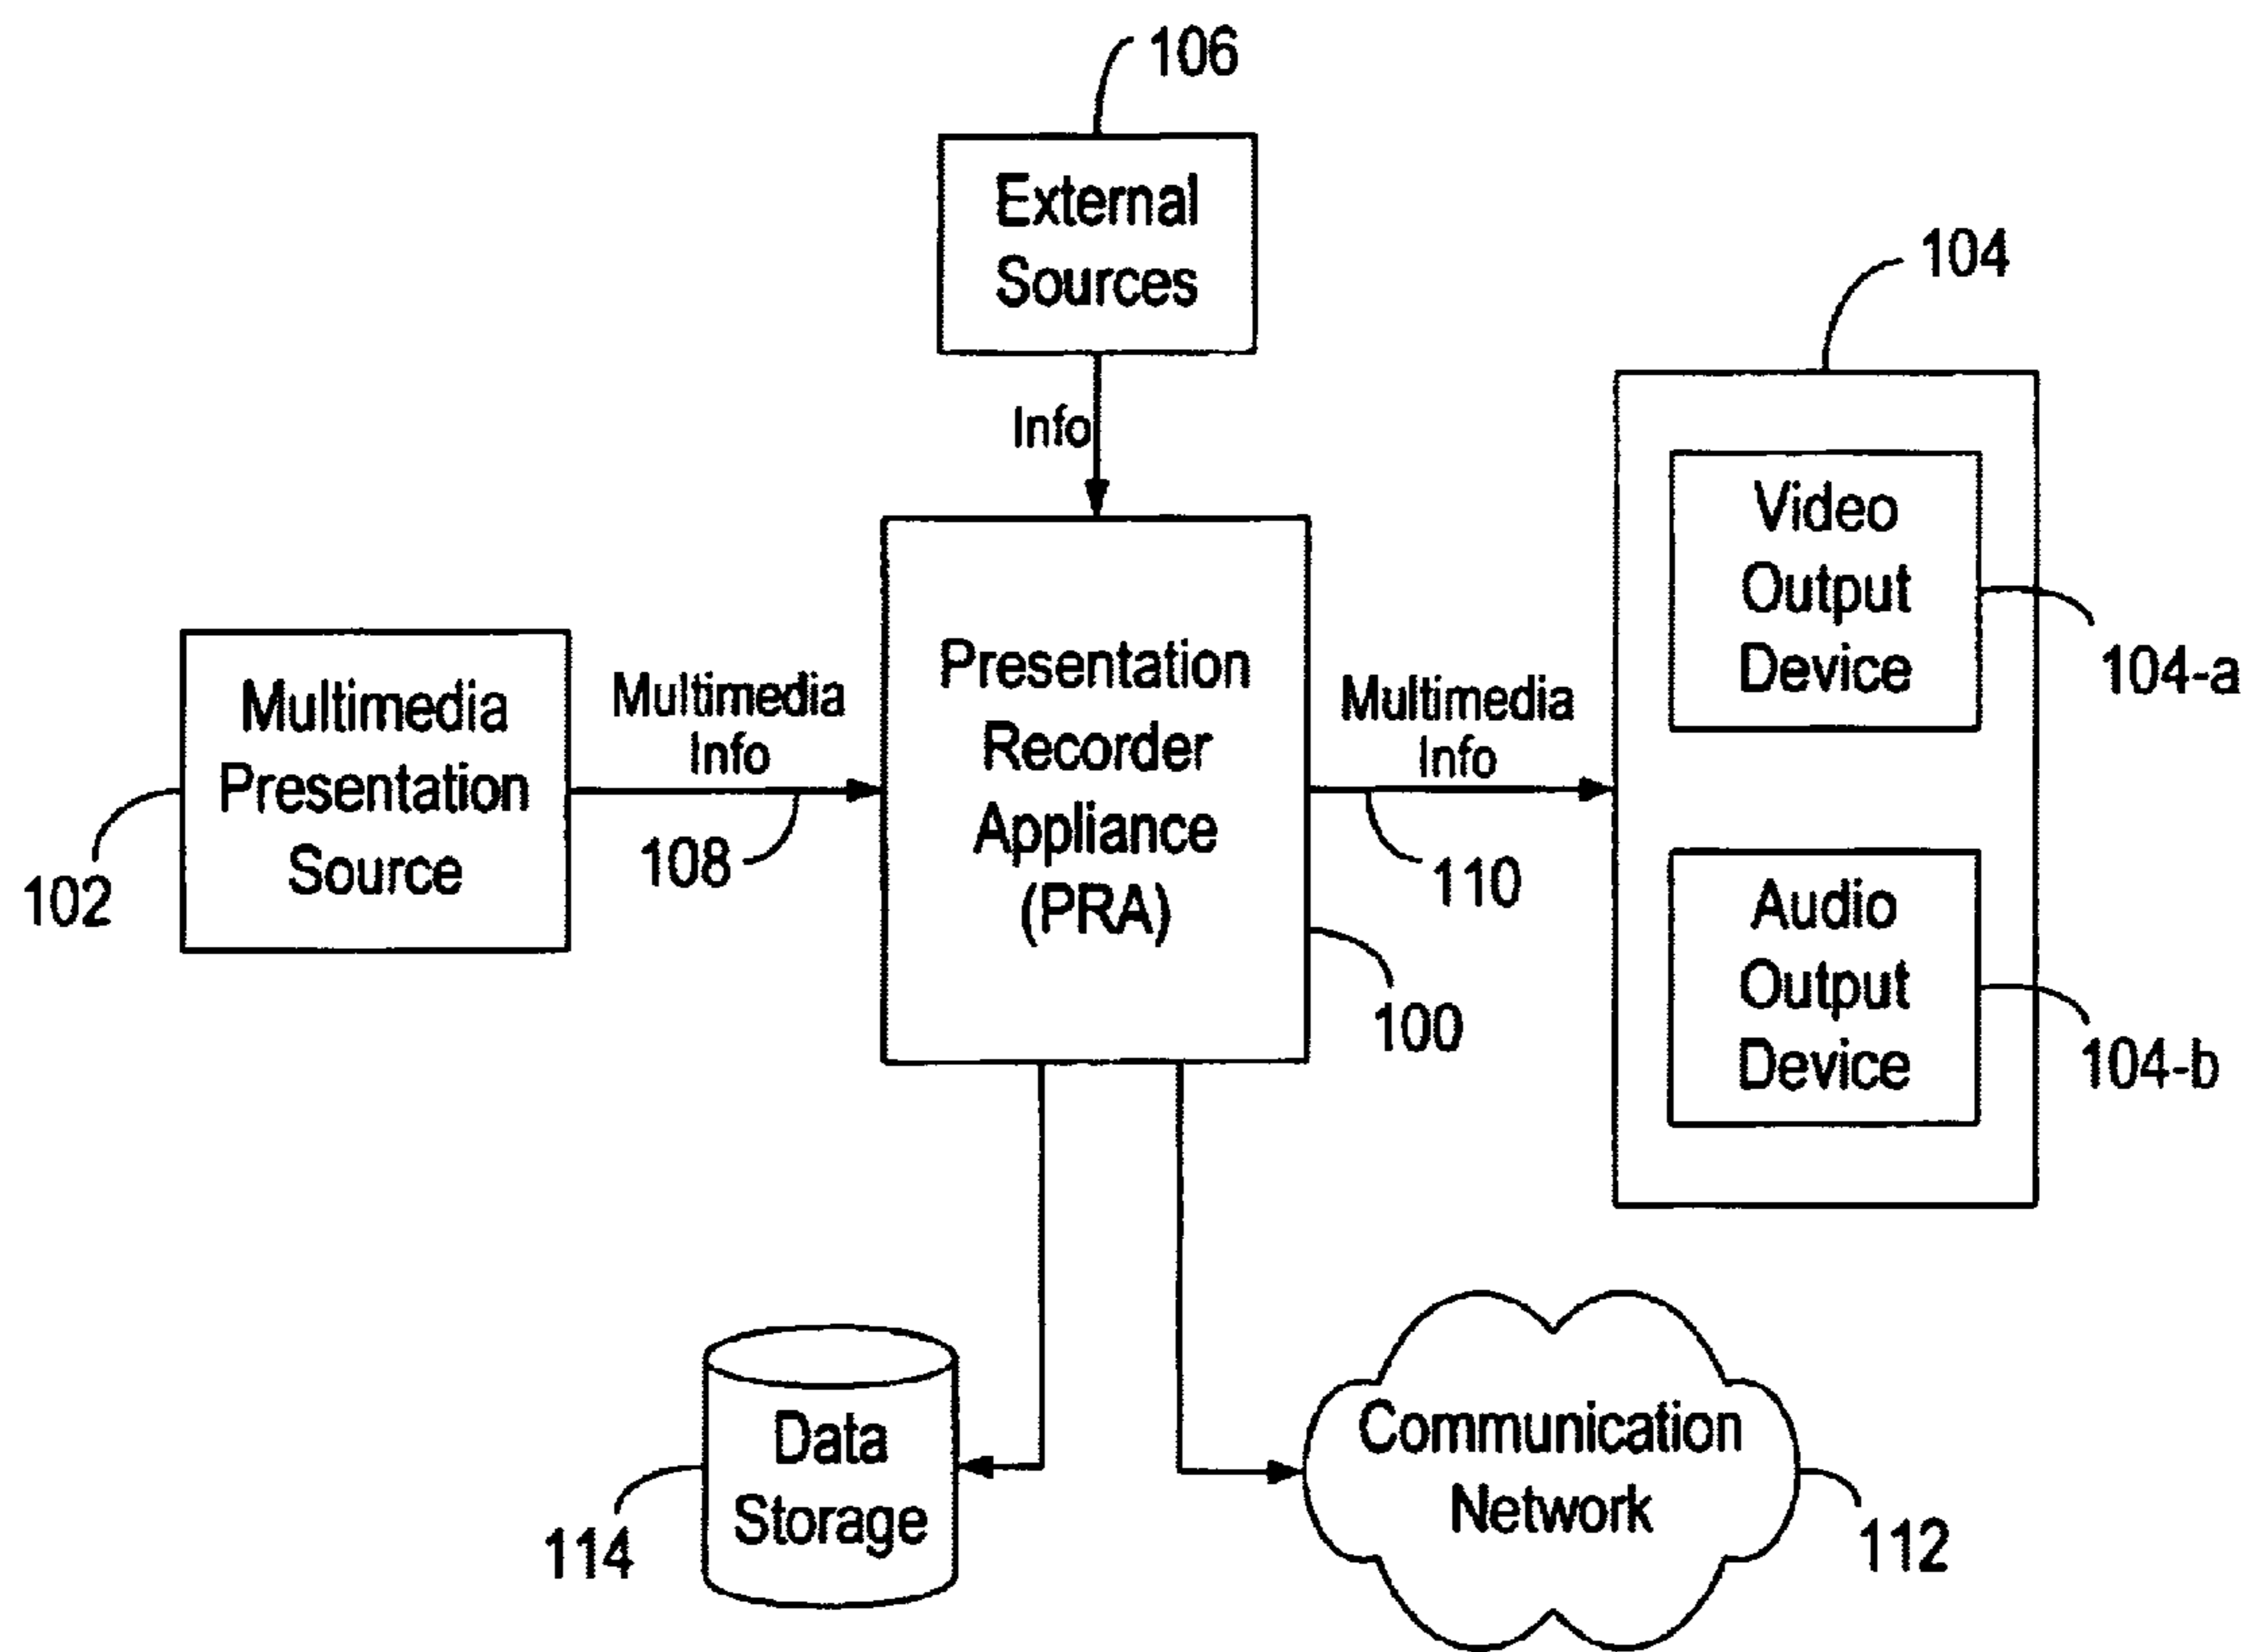 106
External
Sources
Info
104
Video
Output
Device
104-a
Audio
Output
Device
104-b
Multimedia
Presentation
Source
102
Multimedia
Info
108
Presentation
Recorder
Appliance
(PRA)
100
Multimedia
Info
110
Data
Storage
114
Communication
Network
112